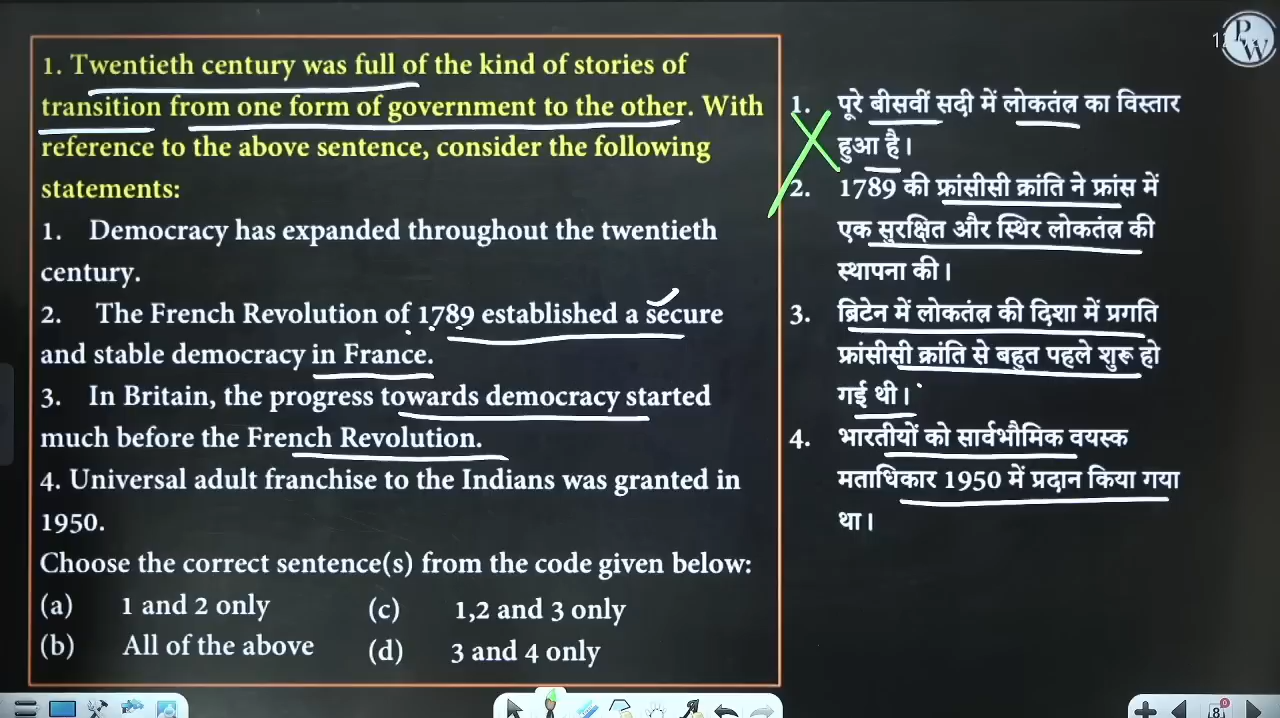 1. Twentieth century was full of the kind of stories of
transition from one form of government to the other. With
reference to the above sentence, consider the following
statements:
1. Democracy has expanded throughout the twentieth
century.
2. The French Revolution of 1789 established a secure
and stable democracy in France.
3. In Britain, the progress towards democracy started
much before the French Revolution.
4. Universal adult franchise to the Indians was granted in
1950.
Choose the correct sentence(s) from the code given below:
(a) 1 and 2 only (c) 1,2 and 3 only
(b) All of the above (d) 3 and 4 only
1. पूरे बीसवीं सदी में लोकतंत्र का विस्तार
हुआ है।
2. 1789 की फ्रांसीसी क्रांति ने फ्रांस में
एक सुरक्षित और स्थिर लोकतंत्र की
स्थापना की।
3. ब्रिटेन में लोकतंत्र की दिशा में प्रगति
फ्रांसीसी क्रांति से बहुत पहले शुरू हो
गई थी।
4. भारतीयों को सार्वभौमिक वयस्क
मताधिकार 1950 में प्रदान किया गया
था।
PW
8